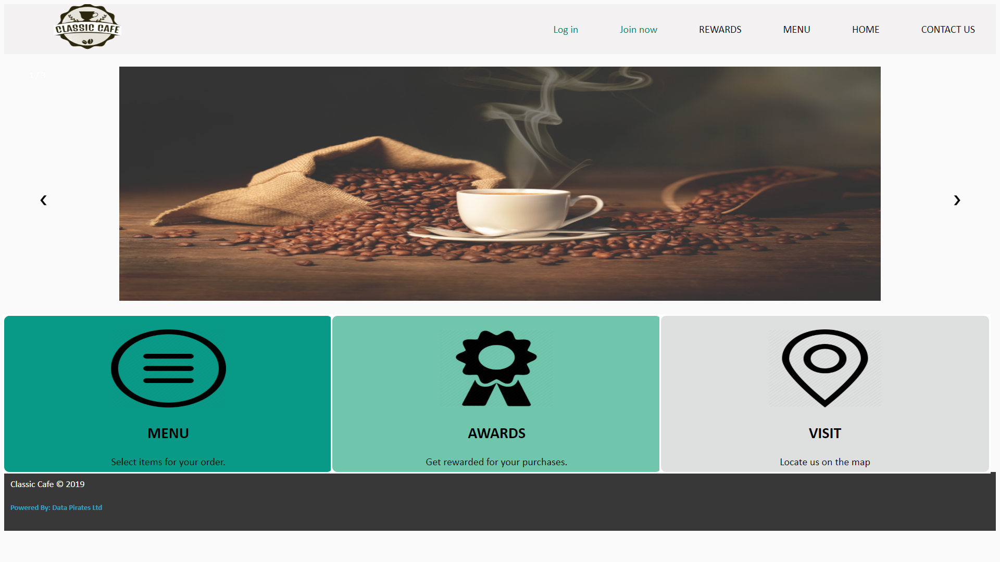 CLASSIC CAFE
Log in
Join now
REWARDS
MENU
HOME
CONTACT US
1 / 3
❮
❯
MENU
AWARDS
VISIT
Select items for your order.
Get rewarded for your purchases.
Locate us on the map
Classic Cafe © 2019
Powered By: Data Pirates Ltd